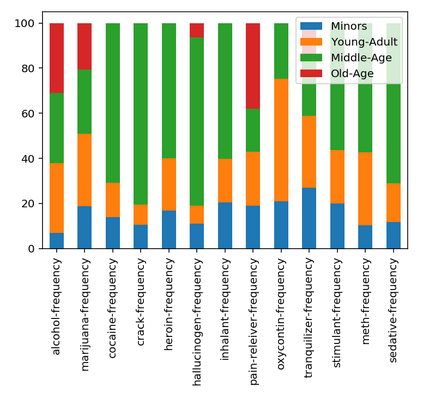 100
80
60
40
20
0
Minors
Young-Adult
Middle-Age
Old-Age
alcohol-frequency
marijuana-frequency
cocaine-frequency
crack-frequency
heroin-frequency
hallucinogen-frequency
inhalant-frequency
pain-releiver-frequency
oxycontin-frequency
tranquilizer-frequency
stimulant-frequency
meth-frequency
sedative-frequency